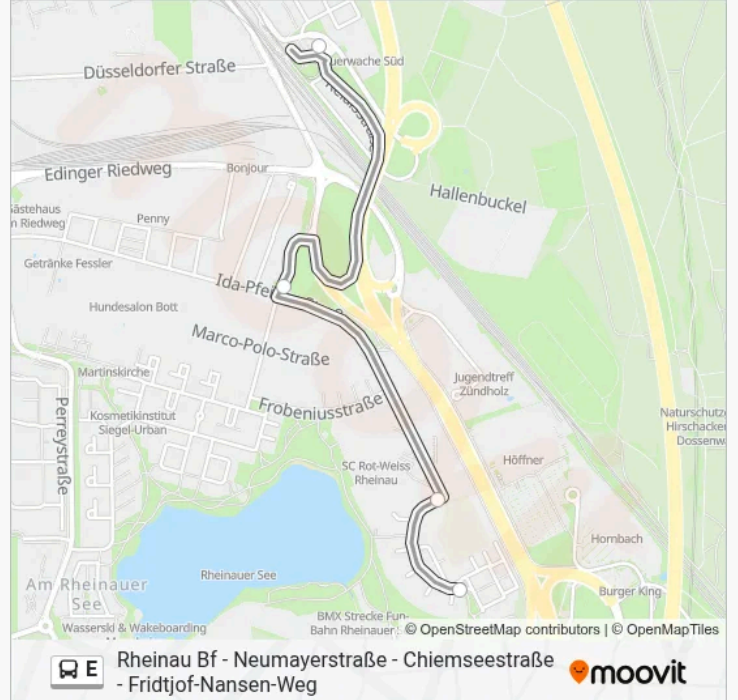 uerwache Süd
Düsseldorfer Straße
Edinger Riedweg
Bonjour
Hallenbuckel
Gästehaus
n Riedweg
Penny
Getränke Fessler
Ida-Pfei
Hundesalon Bott
Marco-Polo-Straße
Martinskirche
Jugendtreff
Zündholz
Perreystraße
Frobeniusstraße
Kosmetikinstitut
Siegel-Urban
Naturschutz
Hirschacker
Dossenw
SC Rot-Weiss
Rheinau
Höffner
Hornbach
Rheinauer See
Am Rheinauer
See
Burger King
BMX Strecke Fun-
Bahn Rheinauer
Wasserski & Wakeboarding
© OpenStreetMap contributors | © OpenMapTiles
E
Rheinau Bf - Neumayerstraße - Chiemseestraße
- Fridtjof-Nansen-Weg
moovit